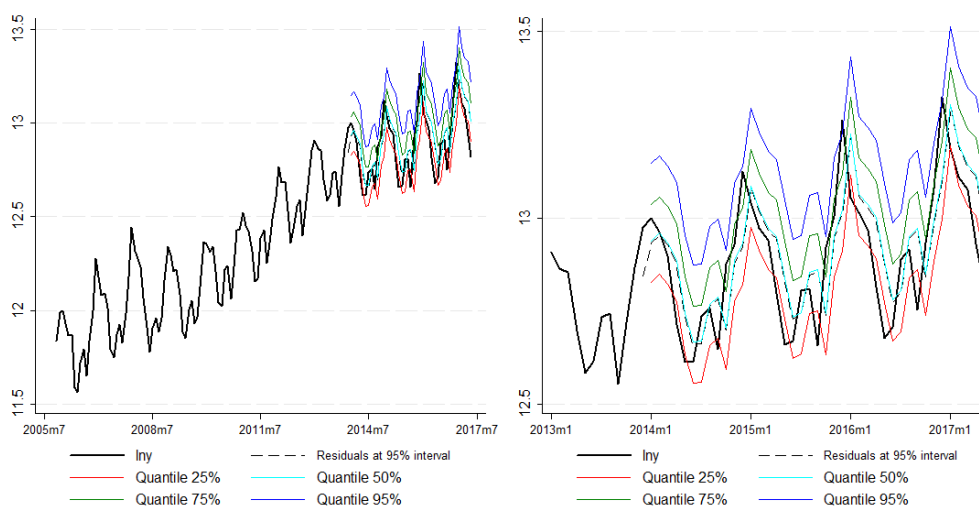 13.5
13
12.5
12
11.5
2005m7 2008m7 2011m7 2014m7 2017m7
lny Residuals at 95% interval
Quantile 25% Quantile 50%
Quantile 75% Quantile 95%
13.5
13
12.5
2013m1 2014m1 2015m1 2016m1 2017m1
lny Residuals at 95% interval
Quantile 25% Quantile 50%
Quantile 75% Quantile 95%